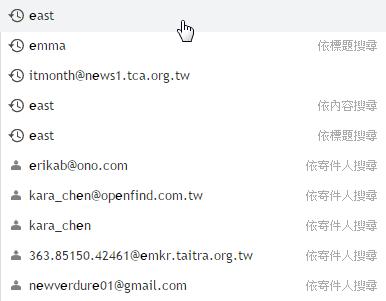 east
emma 依標題搜尋
itmonth@news1.tca.org.tw
east 依內容搜尋
east 依標題搜尋
erikab@ono.com 依寄件人搜尋
kara_chen@openfind.com.tw 依寄件人搜尋
kara_chen 依寄件人搜尋
363.85150.42461@emkr.taitra.org.tw 依寄件人搜尋
newverdure01@gmail.com 依寄件人搜尋